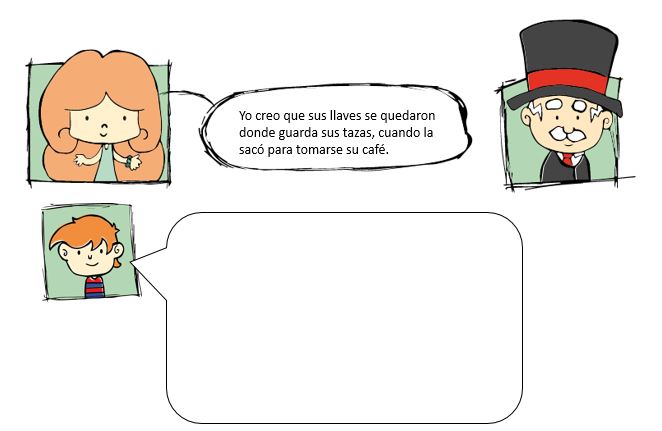 Yo creo que sus llaves se quedaron
donde guarda sus tazas, cuando la
sacó para tomarse su café.